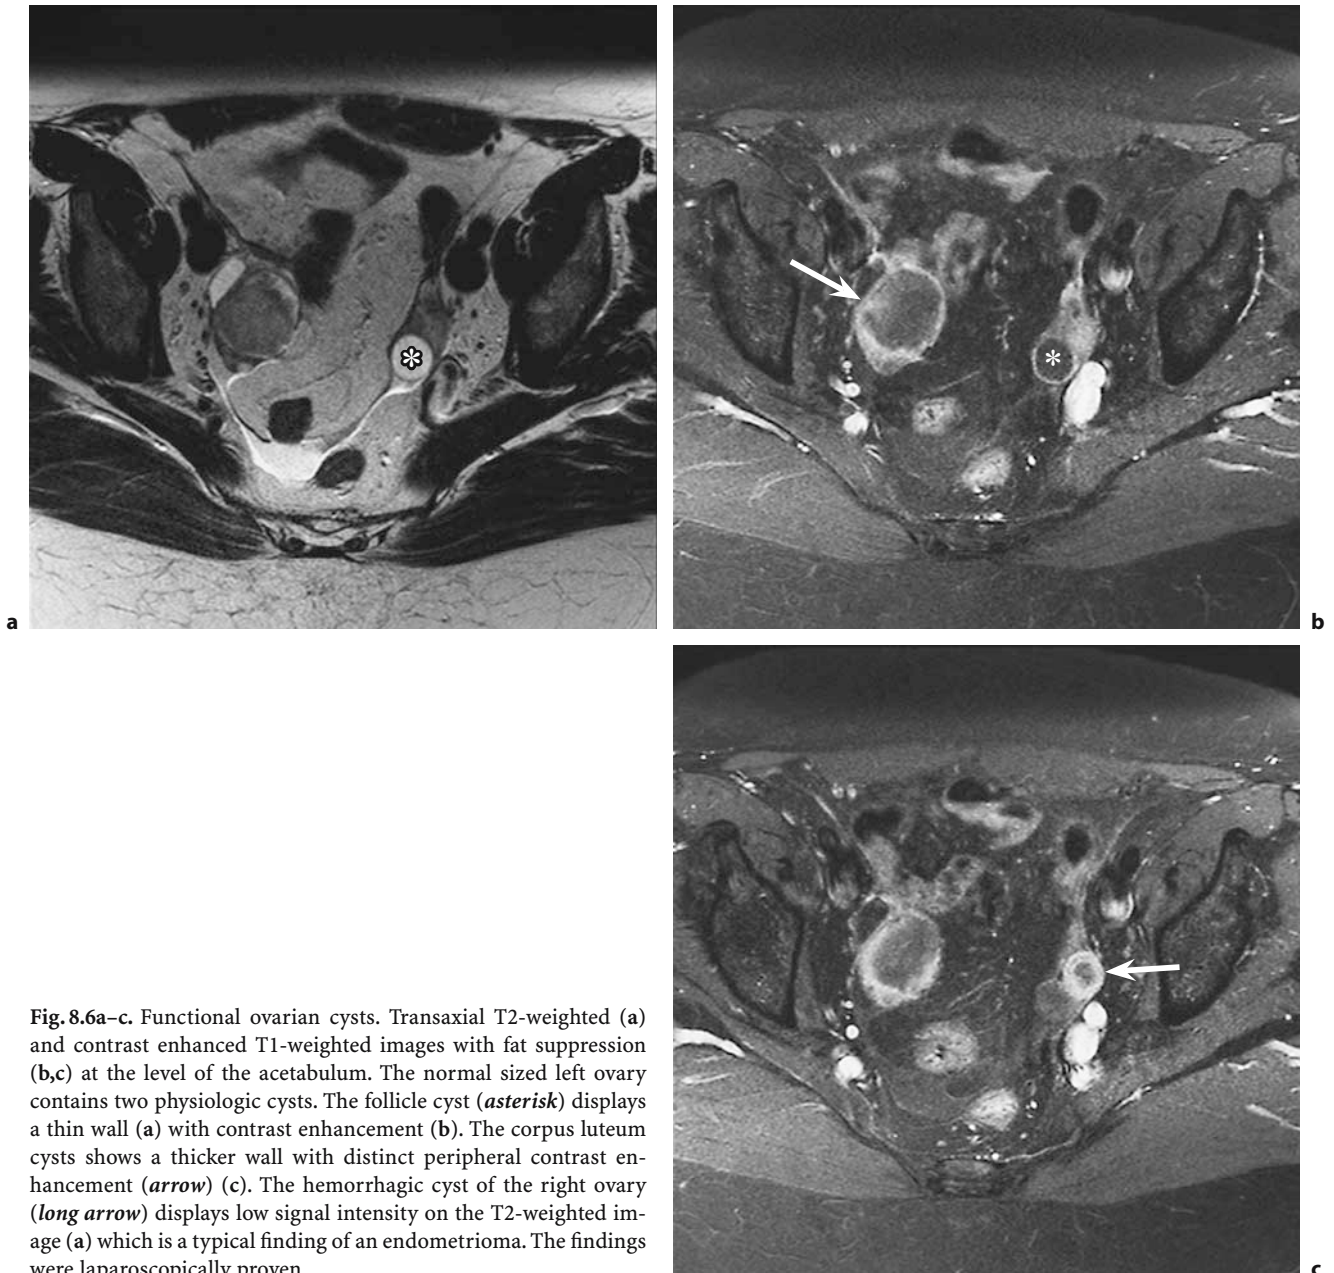 a
b
Fig. 8.6a–c. Functional ovarian cysts. Transaxial T2-weighted (a)
and contrast enhanced T1-weighted images with fat suppression
(b,c) at the level of the acetabulum. The normal sized left ovary
contains two physiologic cysts. The follicle cyst (asterisk) displays
a thin wall (a) with contrast enhancement (b). The corpus luteum
cysts shows a thicker wall with distinct peripheral contrast en-
hancement (arrow) (c). The hemorrhagic cyst of the right ovary
(long arrow) displays low signal intensity on the T2-weighted im-
age (a) which is a typical finding of an endometrioma. The findings
were laparoscopically proven
c